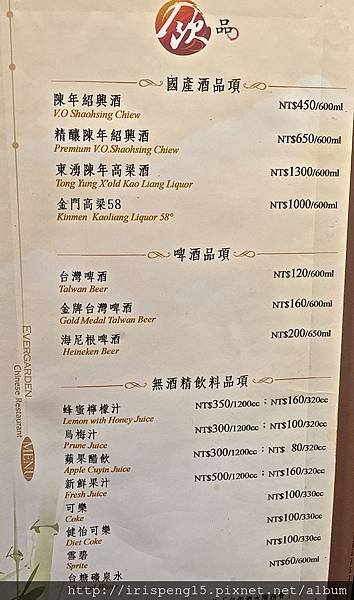 飲品
國產酒品項
陳年紹興酒 NT$450/600ml
V.O Shaohsing Chiew
精釀陳年紹興酒 NT$650/600ml
Premium V.O.Shaohsing Chiew
東湧陳年高粱酒 NT$1300/600ml
Tong Yung X'old Kao Liang Liquor
金門高梁58 NT$1000/600ml
Kinmen Kaoliang Liquor 58°
啤酒品項
台灣啤酒 NT$120/600ml
Taiwan Beer
金牌台灣啤酒 NT$160/600ml
Gold Medal Taiwan Beer
海尼根啤酒 NT$200/650ml
Heineken Beer
無酒精飲料品項
蜂蜜檸檬汁 NT$350/1200cc；NT$160/320cc
Lemon with Honey Juice
烏梅汁 NT$300/1200cc；NT$100/320cc
Prune Juice
蘋果醋飲 NT$300/1200cc；NT$ 80/320cc
Apple Cuyin Juice
新鮮果汁 NT$500/1200cc；NT$160/320cc
Fresh Juice
可樂 NT$100/330cc
Coke
健怡可樂 NT$100/330cc
Diet Coke
雪碧 NT$100/330cc
Sprite
台糖礦泉水 NT$60/600ml
EVERGARDEN
Chinese Restaurant
MENU
http://irispeng15.pixnet.net/album